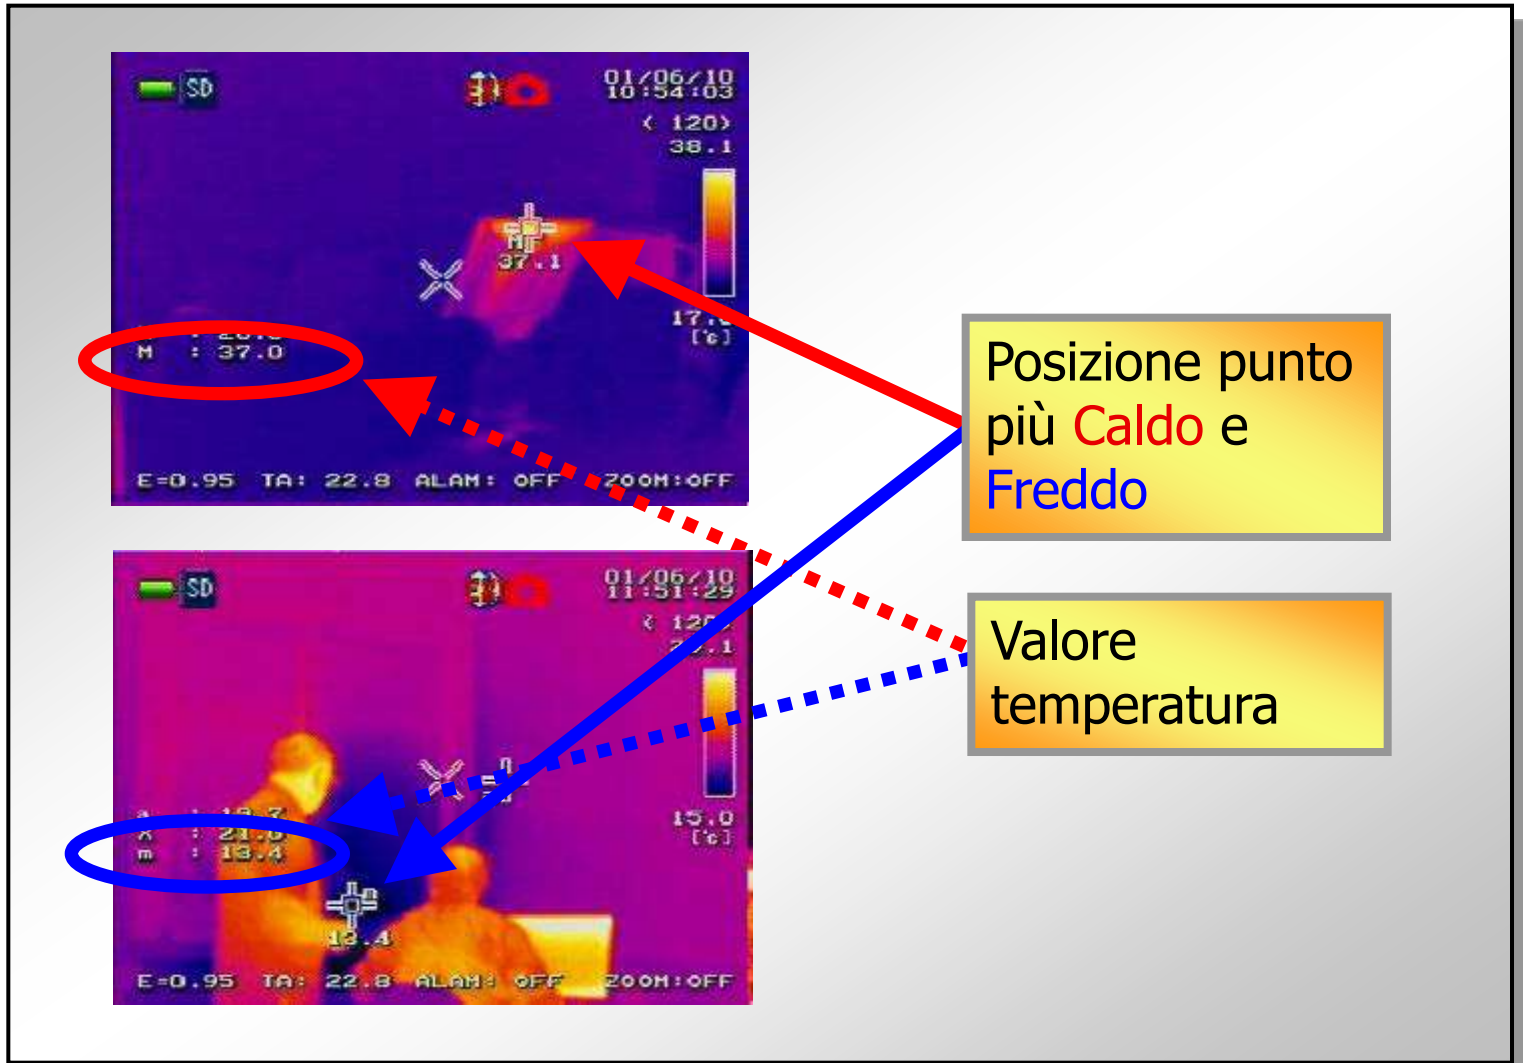 SD
01/06/10
10:54:03
( 120)
38.1
M
37.1
[°c]
M : 37.0
E=0.95 TA: 22.8 ALAM: OFF ZOOM:OFF
Posizione punto
più Caldo e
Freddo
SD
01/06/10
11:51:29
Valore
temperatura
X : 21.0
15.0
[°c]
m : 13.4
m
13.4
E=0.95 TA: 22.8 ALAM: OFF ZOOM:OFF